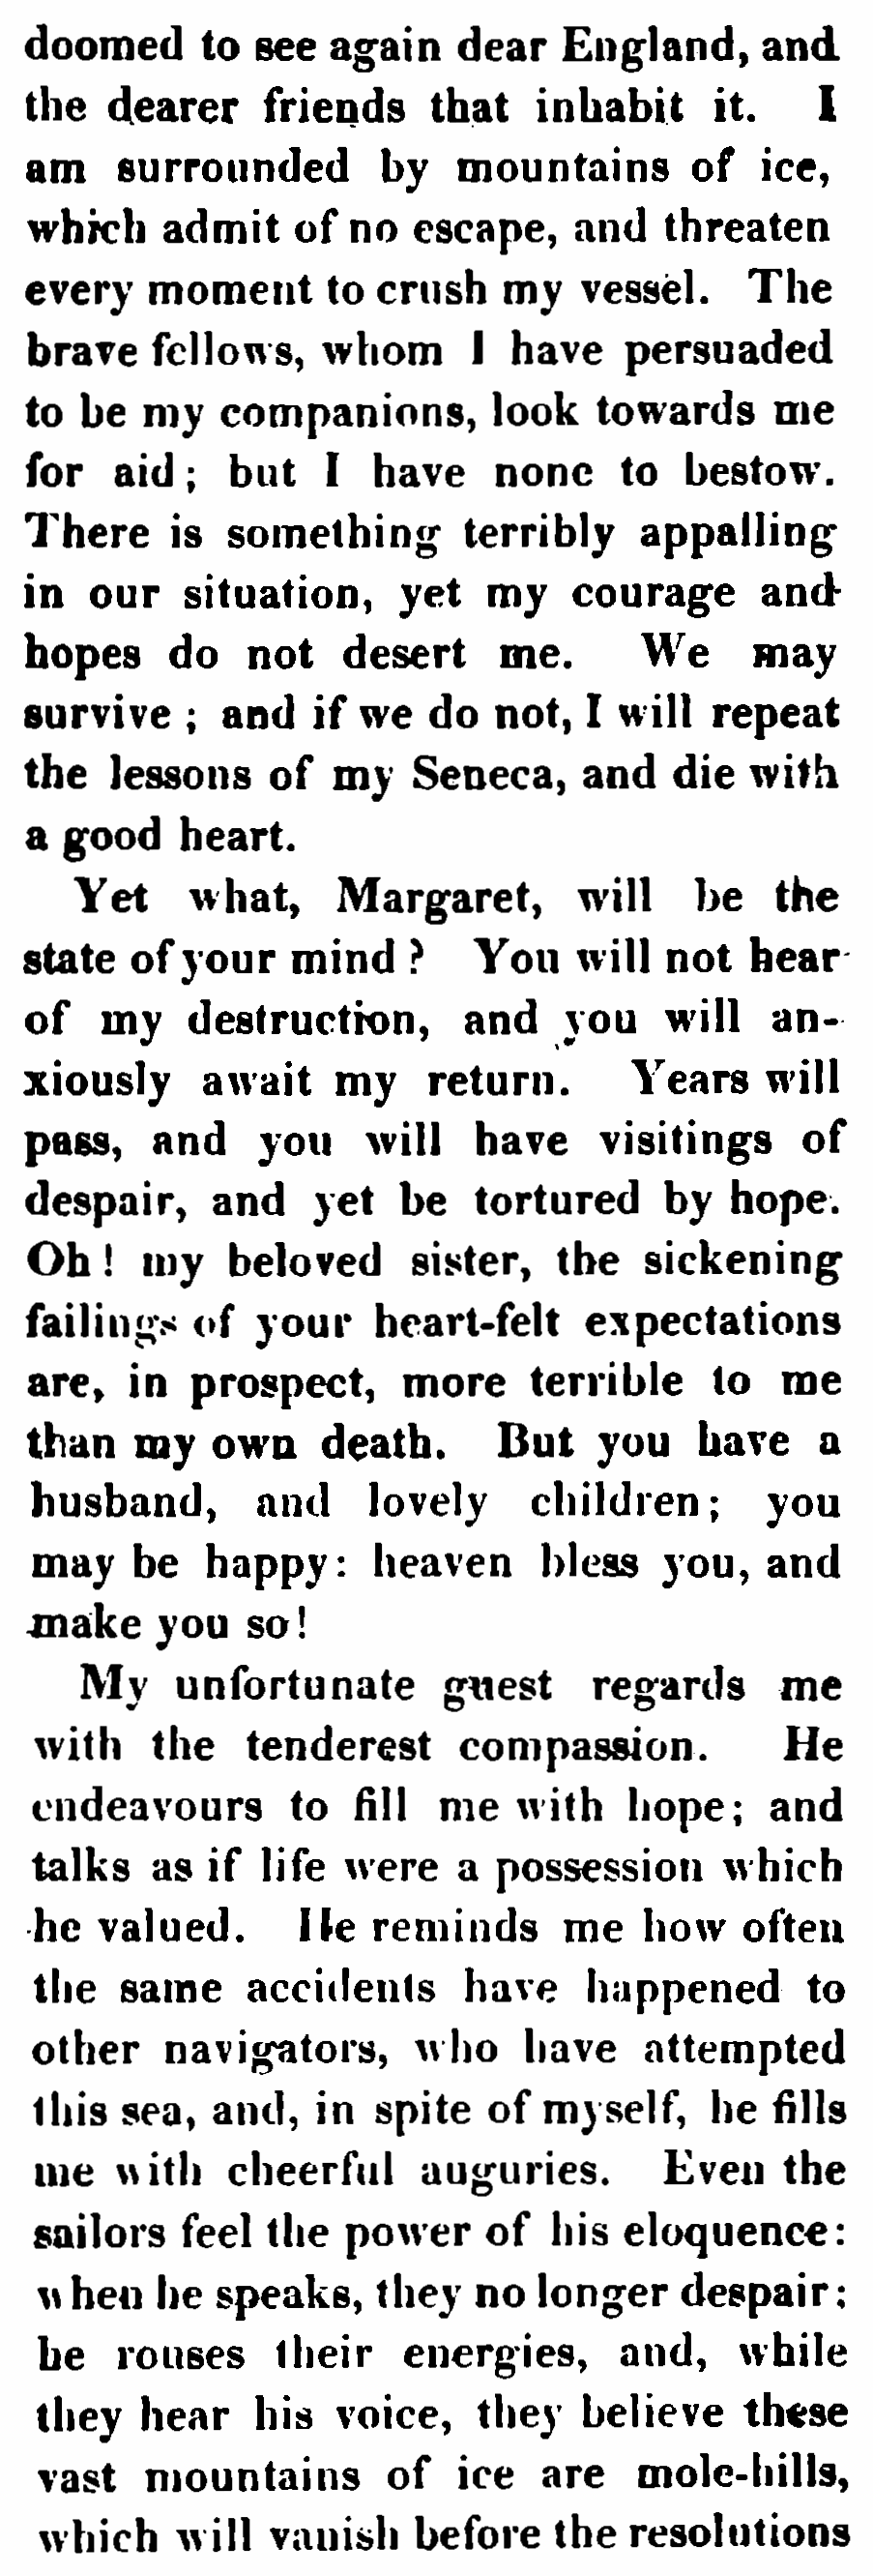 doomed to see again dear England, and
the dearer friends that inhabit it. I
am surrounded by mountains of ice,
which admit of no escape, and threaten
every moment to crush my vessel. The
brave fellows, whom I have persuaded
to be my companions, look towards me
for aid; but I have none to bestow.
There is something terribly appalling
in our situation, yet my courage and
hopes do not desert me. We may
survive; and if we do not, I will repeat
the lessons of my Seneca, and die with
a good heart.
Yet what, Margaret, will be the
state of your mind? You will not hear
of my destruction, and you will an-
xiously await my return. Years will
pass, and you will have visitings of
despair, and yet be tortured by hope.
Oh! my beloved sister, the sickening
failings of your heart-felt expectations
are, in prospect, more terrible to me
than my own death. But you have a
husband, and lovely children; you
may be happy: heaven bless you, and
make you so!
My unfortunate guest regards me
with the tenderest compassion. He
endeavours to fill me with hope; and
talks as if life were a possession which
he valued. He reminds me how often
the same accidents have happened to
other navigators, who have attempted
this sea, and, in spite of myself, he fills
me with cheerful auguries. Even the
sailors feel the power of his eloquence:
when he speaks, they no longer despair;
he rouses their energies, and, while
they hear his voice, they believe these
vast mountains of ice are mole-hills,
which will vanish before the resolutions